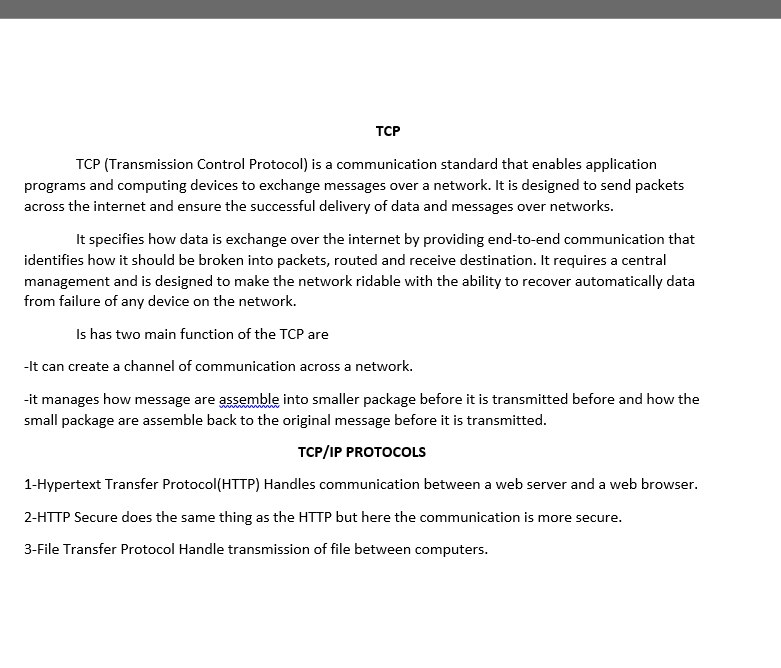 TCP
TCP (Transmission Control Protocol) is a communication standard that enables application
programs and computing devices to exchange messages over a network. It is designed to send packets
across the internet and ensure the successful delivery of data and messages over networks.
It specifies how data is exchange over the internet by providing end-to-end communication that
identifies how it should be broken into packets, routed and receive destination. It requires a central
management and is designed to make the network ridable with the ability to recover automatically data
from failure of any device on the network.
Is has two main function of the TCP are
-It can create a channel of communication across a network.
-it manages how message are assemble into smaller package before it is transmitted before and how the
small package are assemble back to the original message before it is transmitted.
TCP/IP PROTOCOLS
1-Hypertext Transfer Protocol(HTTP) Handles communication between a web server and a web browser.
2-HTTP Secure does the same thing as the HTTP but here the communication is more secure.
3-File Transfer Protocol Handle transmission of file between computers.